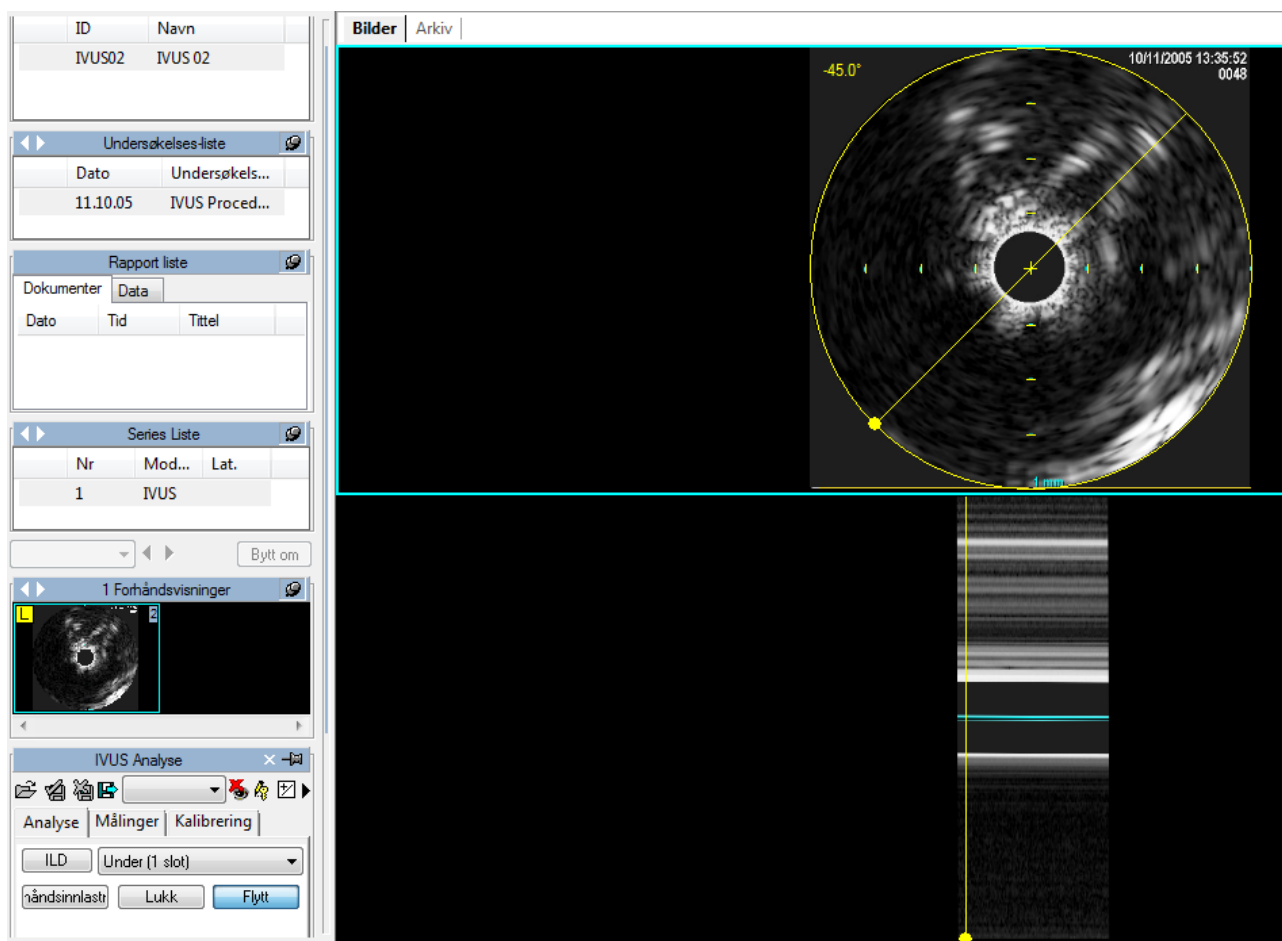 ID Navn
IVUS02 IVUS 02
Undersøkelses-liste
Dato Undersøkels...
11.10.05 IVUS Proced...
Rapport liste
Dokumenter Data
Dato Tid Tittel
Series Liste
Nr Mod... Lat.
1 IVUS
Bytt om
1 Forhåndsvisninger
L 2
IVUS Analyse
Analyse Målinger Kalibrering
ILD Under (1 slot)
håndsinnlastr Lukk Flytt
Bilder Arkiv
-45.0°
10/11/2005 13:35:52
0048
1 mm